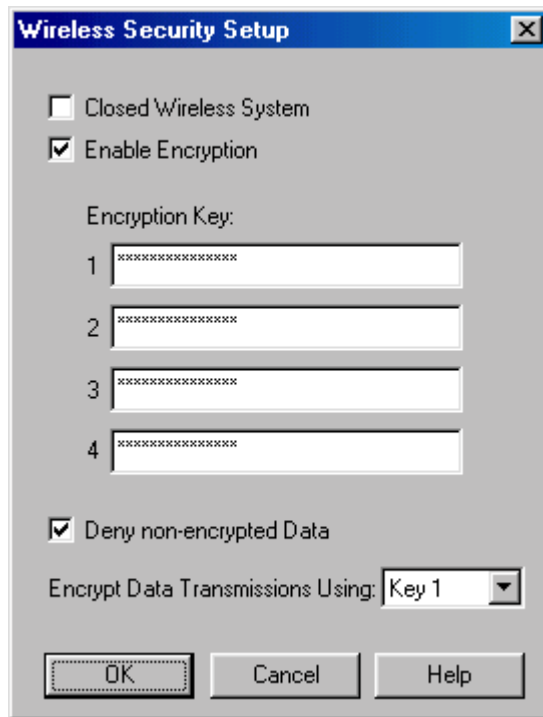 Wireless Security Setup
Closed Wireless System
Enable Encryption
Encryption Key:
1 ***************
2 ***************
3 ***************
4 ***************
Deny non-encrypted Data
Encrypt Data Transmissions Using: Key 1
OK Cancel Help